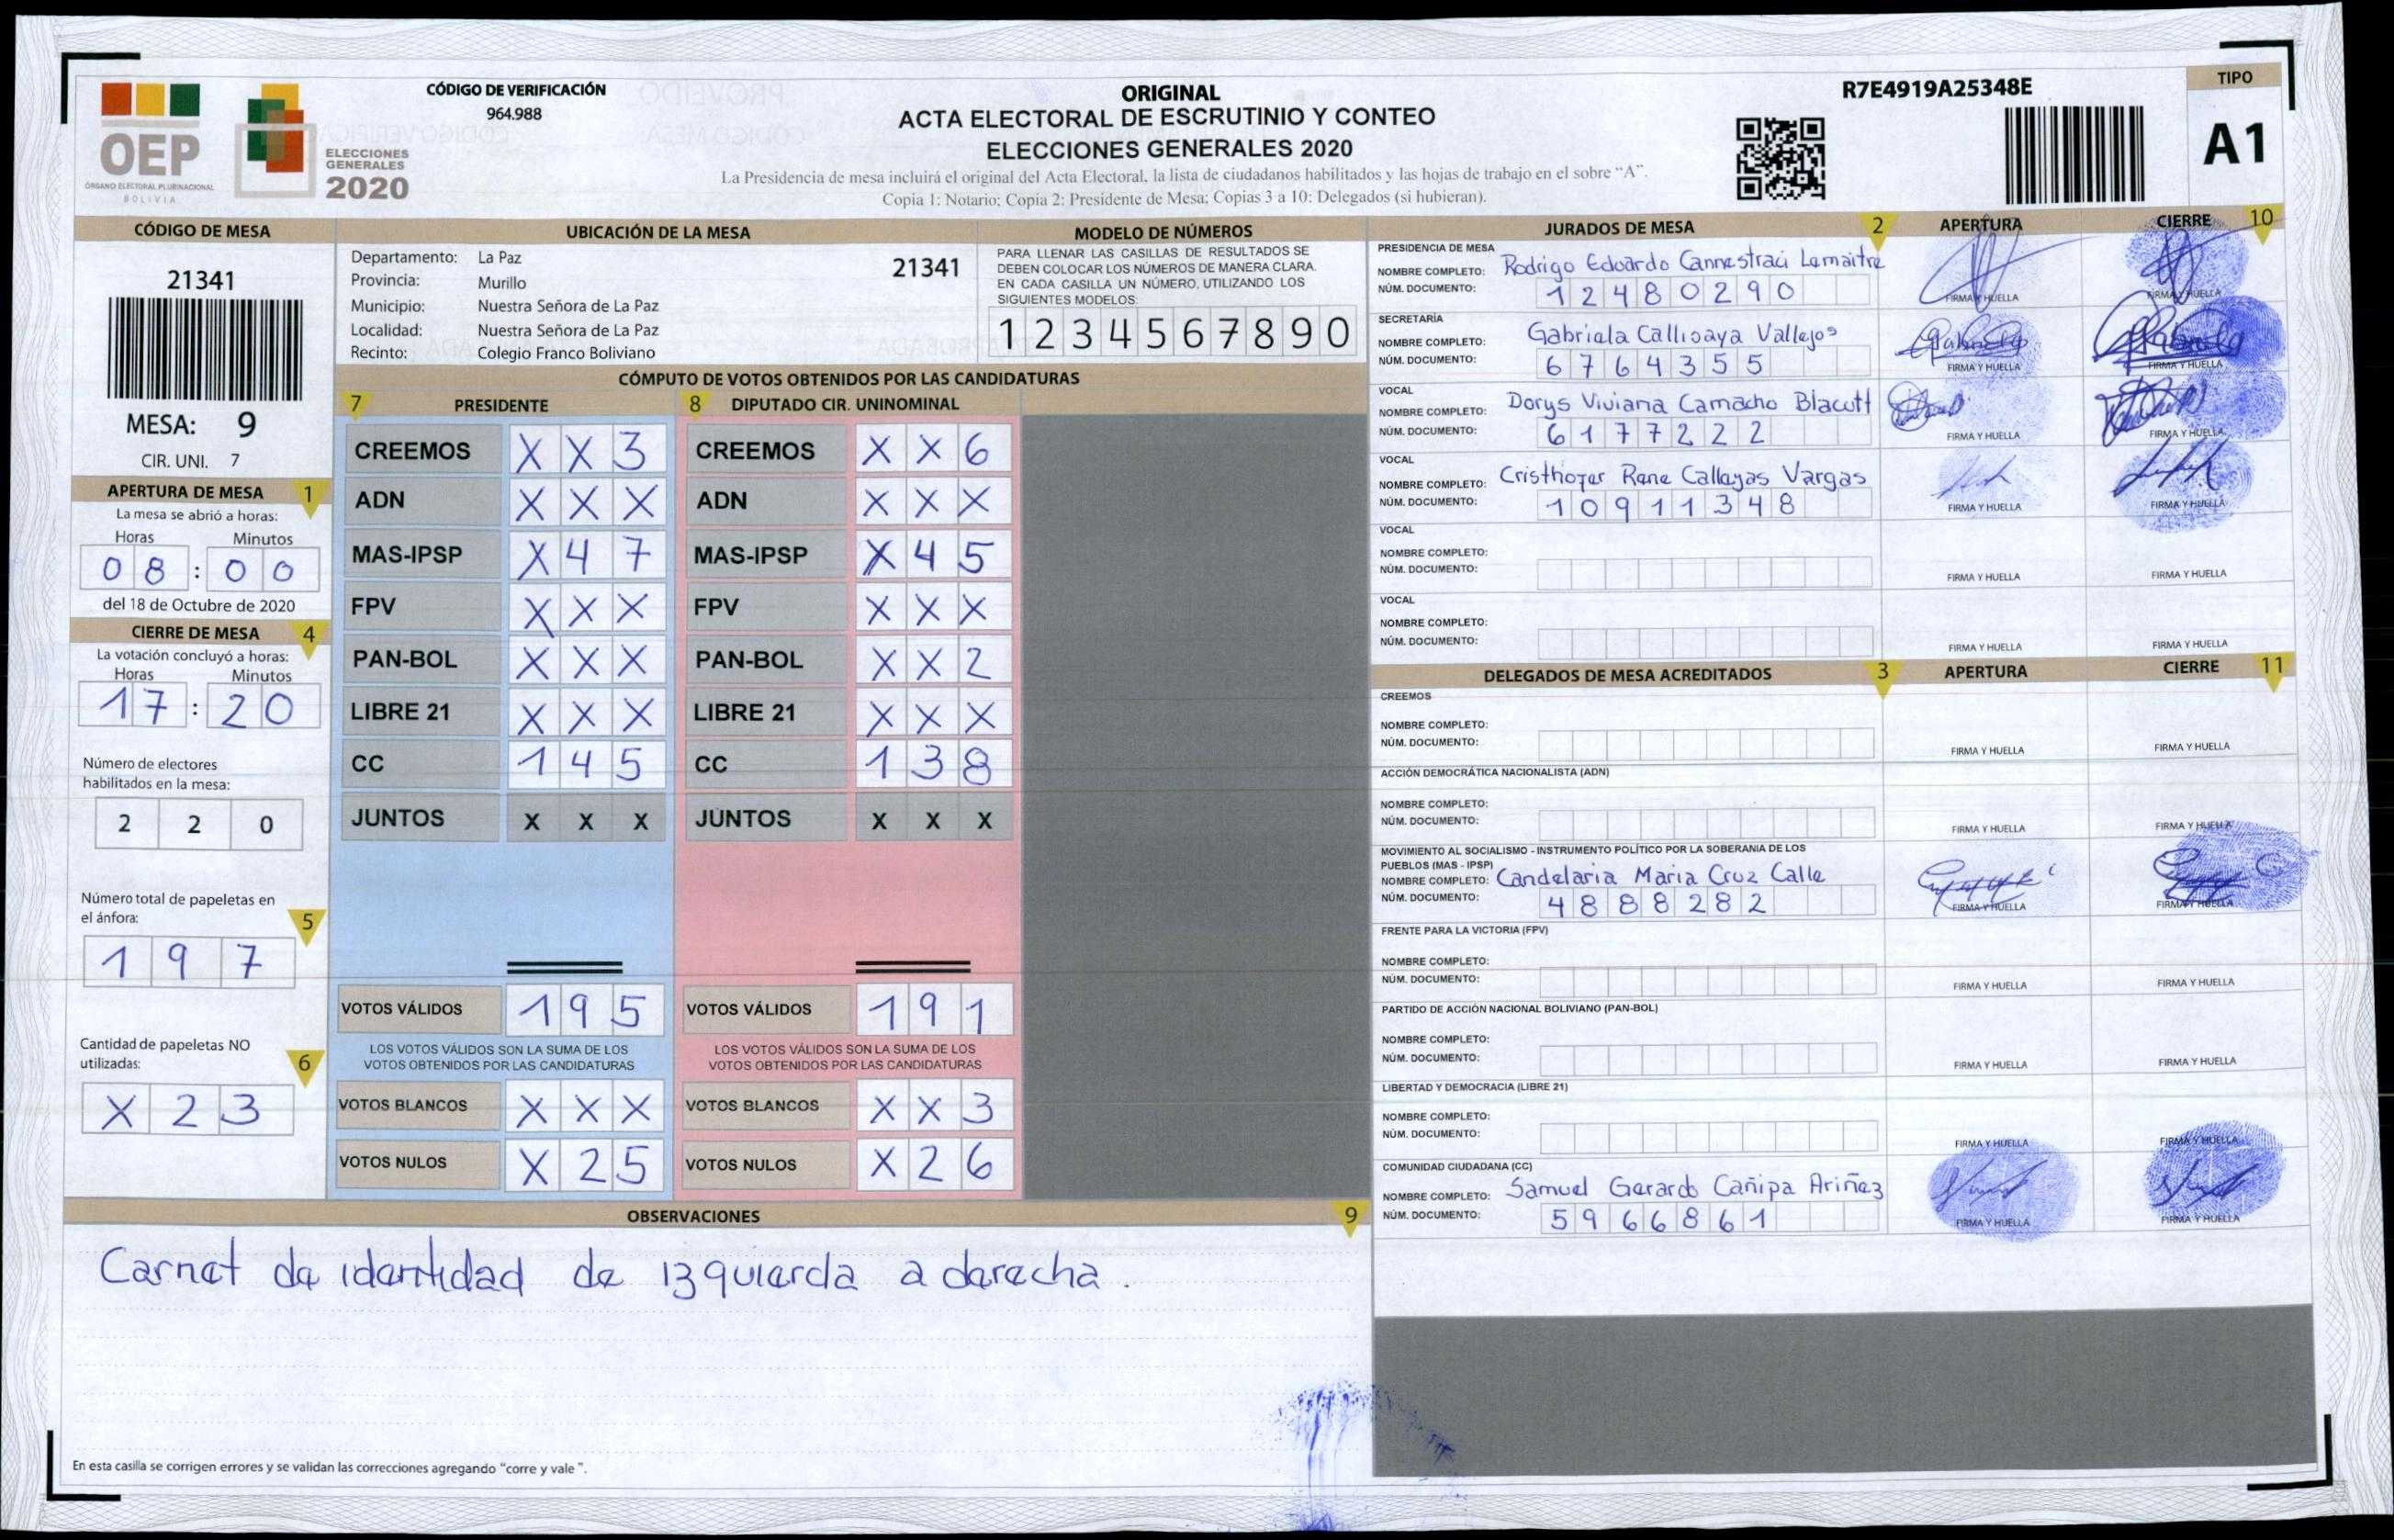 CÓDIGO DE VERIFICACIÓN
964.988
ORIGINAL
ACTA ELECTORAL DE ESCRUTINIO Y CONTEO
ELECCIONES GENERALES 2020
La Presidencia de mesa incluirá el original del Acta Electoral, la lista de ciudadanos habilitados y las hojas de trabajo en el sobre "A".
Copia 1: Notario; Copia 2: Presidente de Mesa; Copias 3 a 10: Delegados (si hubieran).
R7E4919A25348E
TIPO
A1
OEP
ÓRGANO ELECTORAL PLURINACIONAL
BOLIVIA
ELECCIONES
GENERALES
2020
CÓDIGO DE MESA
21341
MESA: 9
CIR. UNI. 7
APERTURA DE MESA 1
La mesa se abrió a horas:
Horas Minutos
0 8 : 0 0
del 18 de Octubre de 2020
CIERRE DE MESA 4
La votación concluyó a horas:
Horas Minutos
1 7 : 2 0
Número de electores
habilitados en la mesa:
2 2 0
Número total de papeletas en
el ánfora: 5
1 9 7
Cantidad de papeletas NO
utilizadas: 6
X 2 3
UBICACIÓN DE LA MESA
Departamento: La Paz 21341
Provincia: Murillo
Municipio: Nuestra Señora de La Paz
Localidad: Nuestra Señora de La Paz
Recinto: Colegio Franco Boliviano
MODELO DE NÚMEROS
PARA LLENAR LAS CASILLAS DE RESULTADOS SE
DEBEN COLOCAR LOS NÚMEROS DE MANERA CLARA.
EN CADA CASILLA UN NÚMERO, UTILIZANDO LOS
SIGUIENTES MODELOS:
1 2 3 4 5 6 7 8 9 0
CÓMPUTO DE VOTOS OBTENIDOS POR LAS CANDIDATURAS
7 PRESIDENTE 8 DIPUTADO CIR. UNINOMINAL
CREEMOS X X 3 CREEMOS X X 6
ADN X X X ADN X X X
MAS-IPSP X 4 7 MAS-IPSP X 4 5
FPV X X X FPV X X X
PAN-BOL X X X PAN-BOL X X 2
LIBRE 21 X X X LIBRE 21 X X X
CC 1 4 5 CC 1 3 8
JUNTOS X X X JUNTOS X X X
VOTOS VÁLIDOS 1 9 5 VOTOS VÁLIDOS 1 9 1
LOS VOTOS VÁLIDOS SON LA SUMA DE LOS LOS VOTOS VÁLIDOS SON LA SUMA DE LOS
VOTOS OBTENIDOS POR LAS CANDIDATURAS VOTOS OBTENIDOS POR LAS CANDIDATURAS
VOTOS BLANCOS X X X VOTOS BLANCOS X X 3
VOTOS NULOS X 2 5 VOTOS NULOS X 2 6
OBSERVACIONES 9
Carnet de identidad de izquierda a derecha.
En esta casilla se corrigen errores y se validan las correcciones agregando "corre y vale".
JURADOS DE MESA 2 APERTURA CIERRE 10
PRESIDENCIA DE MESA
NOMBRE COMPLETO: Rodrigo Eduardo Cannestraci Lemaitre
NÚM. DOCUMENTO: 1 2 4 8 0 2 9 0
FIRMA Y HUELLA FIRMA Y HUELLA
SECRETARÍA
NOMBRE COMPLETO: Gabriela Callisaya Vallejos
NÚM. DOCUMENTO: 6 7 6 4 3 5 5
FIRMA Y HUELLA FIRMA Y HUELLA
VOCAL
NOMBRE COMPLETO: Dorys Viviana Camacho Blacutt
NÚM. DOCUMENTO: 6 1 7 7 2 2 2
FIRMA Y HUELLA FIRMA Y HUELLA
VOCAL
NOMBRE COMPLETO: Cristhofer Rene Callejas Vargas
NÚM. DOCUMENTO: 1 0 9 1 1 3 4 8
FIRMA Y HUELLA FIRMA Y HUELLA
VOCAL
NOMBRE COMPLETO:
NÚM. DOCUMENTO:
FIRMA Y HUELLA FIRMA Y HUELLA
VOCAL
NOMBRE COMPLETO:
NÚM. DOCUMENTO:
FIRMA Y HUELLA FIRMA Y HUELLA
DELEGADOS DE MESA ACREDITADOS 3 APERTURA CIERRE 11
CREEMOS
NOMBRE COMPLETO:
NÚM. DOCUMENTO:
FIRMA Y HUELLA FIRMA Y HUELLA
ACCIÓN DEMOCRÁTICA NACIONALISTA (ADN)
NOMBRE COMPLETO:
NÚM. DOCUMENTO:
FIRMA Y HUELLA FIRMA Y HUELLA
MOVIMIENTO AL SOCIALISMO - INSTRUMENTO POLÍTICO POR LA SOBERANIA DE LOS
PUEBLOS (MAS - IPSP)
NOMBRE COMPLETO: Candelaria Maria Cruz Calle
NÚM. DOCUMENTO: 4 8 8 8 2 8 2
FIRMA Y HUELLA FIRMA Y HUELLA
FRENTE PARA LA VICTORIA (FPV)
NOMBRE COMPLETO:
NÚM. DOCUMENTO:
FIRMA Y HUELLA FIRMA Y HUELLA
PARTIDO DE ACCIÓN NACIONAL BOLIVIANO (PAN-BOL)
NOMBRE COMPLETO:
NÚM. DOCUMENTO:
FIRMA Y HUELLA FIRMA Y HUELLA
LIBERTAD Y DEMOCRACIA (LIBRE 21)
NOMBRE COMPLETO:
NÚM. DOCUMENTO:
FIRMA Y HUELLA FIRMA Y HUELLA
COMUNIDAD CIUDADANA (CC)
NOMBRE COMPLETO: Samuel Gerardo Cañipa Ariñez
NÚM. DOCUMENTO: 5 9 6 6 8 6 1
FIRMA Y HUELLA FIRMA Y HUELLA